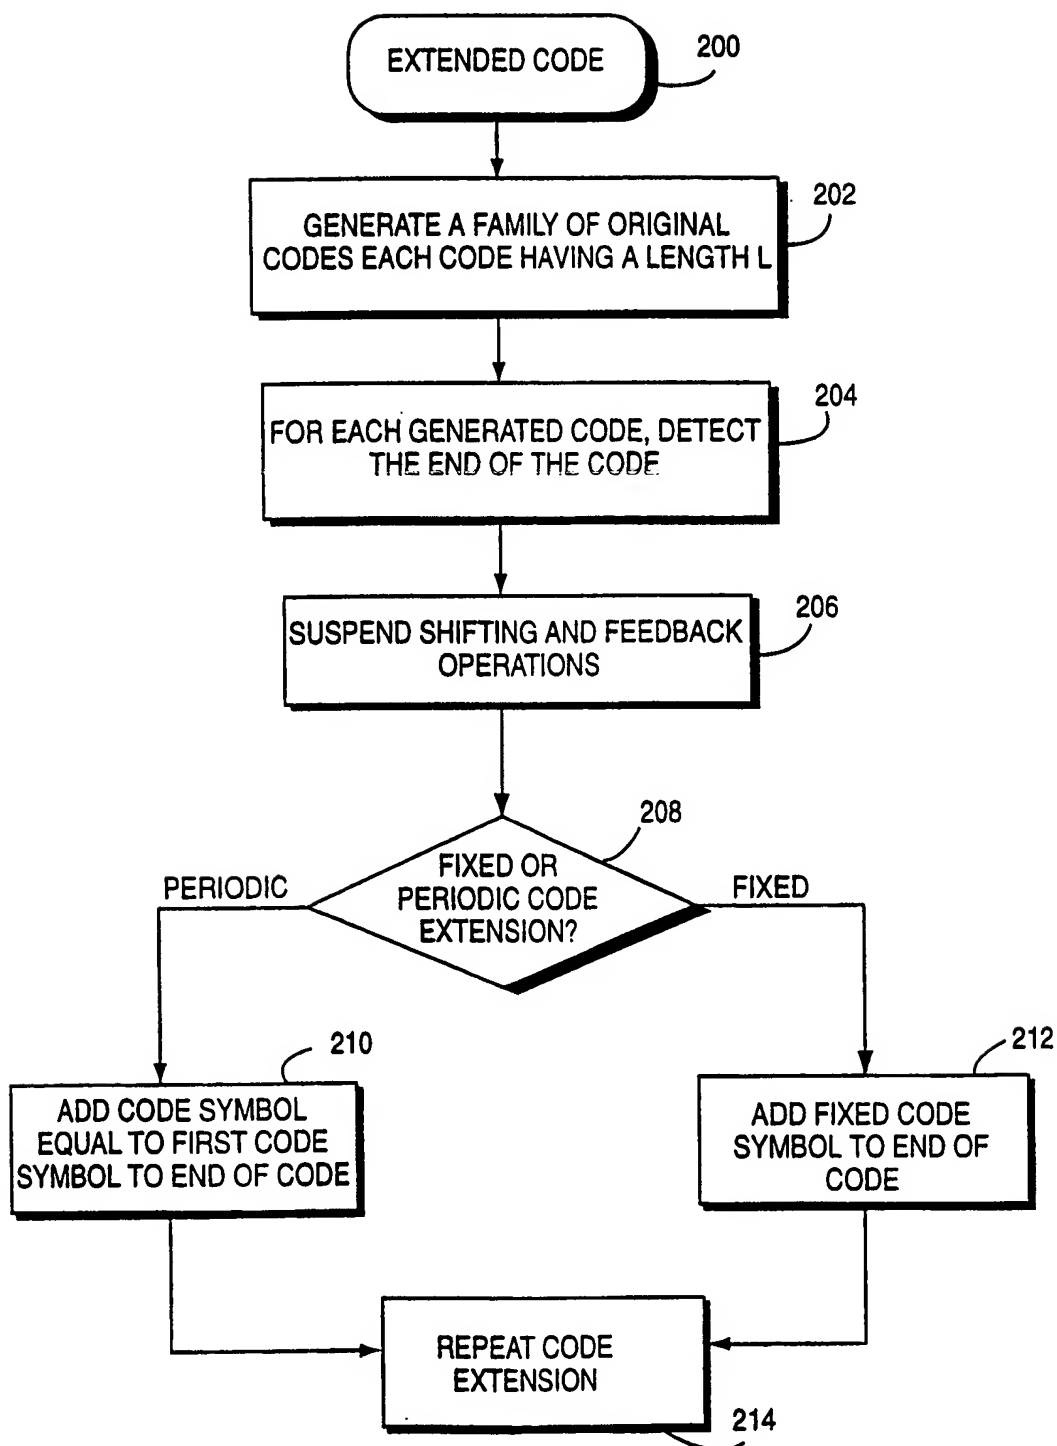 EXTENDED CODE
200
GENERATE A FAMILY OF ORIGINAL
CODES EACH CODE HAVING A LENGTH L
202
FOR EACH GENERATED CODE, DETECT
THE END OF THE CODE
204
SUSPEND SHIFTING AND FEEDBACK
OPERATIONS
206
FIXED OR
PERIODIC CODE
EXTENSION?
208
PERIODIC
FIXED
ADD CODE SYMBOL
EQUAL TO FIRST CODE
SYMBOL TO END OF CODE
210
ADD FIXED CODE
SYMBOL TO END OF
CODE
212
REPEAT CODE
EXTENSION
214